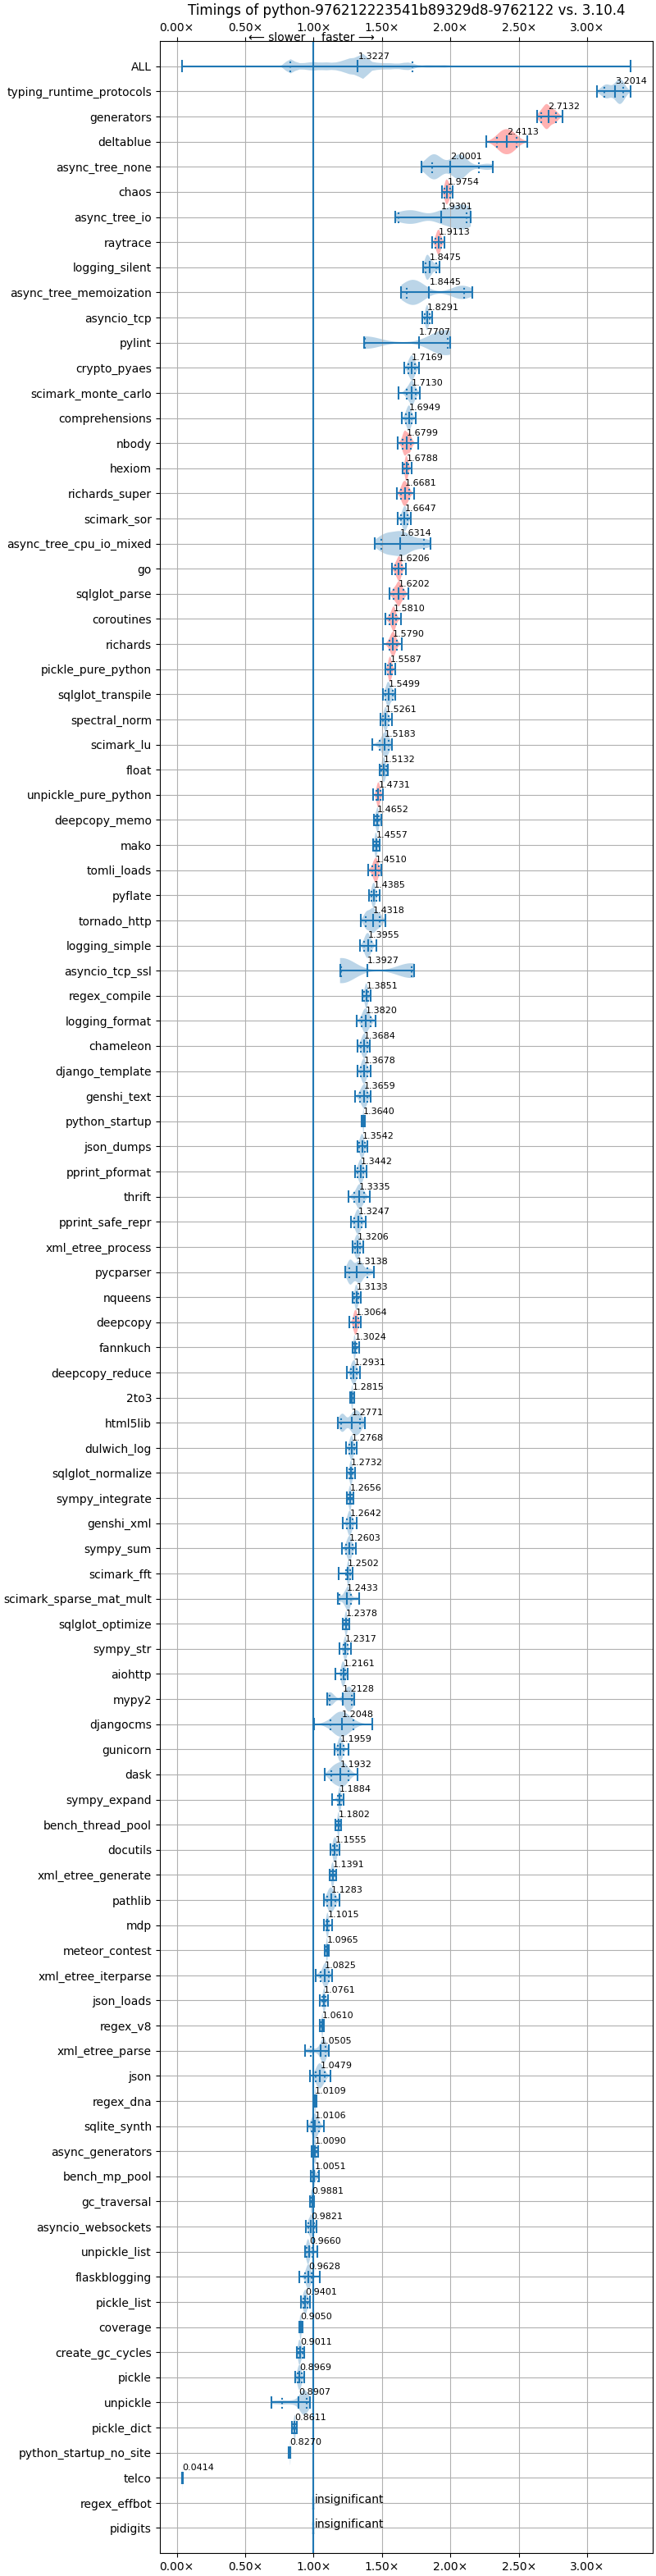 Timings of python-976212223541b89329d8-9762122 vs. 3.10.4
0.00× 0.50× 1.00× 1.50× 2.00× 2.50× 3.00×
⟵ slower faster ⟶
ALL 1.3227
typing_runtime_protocols 3.2014
generators 2.7132
deltablue 2.4113
async_tree_none 2.0001
chaos 1.9754
async_tree_io 1.9301
raytrace 1.9113
logging_silent 1.8475
async_tree_memoization 1.8445
asyncio_tcp 1.8291
pylint 1.7707
crypto_pyaes 1.7169
scimark_monte_carlo 1.7130
comprehensions 1.6949
nbody 1.6799
hexiom 1.6788
richards_super 1.6681
scimark_sor 1.6647
async_tree_cpu_io_mixed 1.6314
go 1.6206
sqlglot_parse 1.6202
coroutines 1.5810
richards 1.5790
pickle_pure_python 1.5587
sqlglot_transpile 1.5499
spectral_norm 1.5261
scimark_lu 1.5183
float 1.5132
unpickle_pure_python 1.4731
deepcopy_memo 1.4652
mako 1.4557
tomli_loads 1.4510
pyflate 1.4385
tornado_http 1.4318
logging_simple 1.3955
asyncio_tcp_ssl 1.3927
regex_compile 1.3851
logging_format 1.3820
chameleon 1.3684
django_template 1.3678
genshi_text 1.3659
python_startup 1.3640
json_dumps 1.3542
pprint_pformat 1.3442
thrift 1.3335
pprint_safe_repr 1.3247
xml_etree_process 1.3206
pycparser 1.3138
nqueens 1.3133
deepcopy 1.3064
fannkuch 1.3024
deepcopy_reduce 1.2931
2to3 1.2815
html5lib 1.2771
dulwich_log 1.2768
sqlglot_normalize 1.2732
sympy_integrate 1.2656
genshi_xml 1.2642
sympy_sum 1.2603
scimark_fft 1.2502
scimark_sparse_mat_mult 1.2433
sqlglot_optimize 1.2378
sympy_str 1.2317
aiohttp 1.2161
mypy2 1.2128
djangocms 1.2048
gunicorn 1.1959
dask 1.1932
sympy_expand 1.1884
bench_thread_pool 1.1802
docutils 1.1555
xml_etree_generate 1.1391
pathlib 1.1283
mdp 1.1015
meteor_contest 1.0965
xml_etree_iterparse 1.0825
json_loads 1.0761
regex_v8 1.0610
xml_etree_parse 1.0505
json 1.0479
regex_dna 1.0109
sqlite_synth 1.0106
async_generators 1.0090
bench_mp_pool 1.0051
gc_traversal 0.9881
asyncio_websockets 0.9821
unpickle_list 0.9660
flaskblogging 0.9628
pickle_list 0.9401
coverage 0.9050
create_gc_cycles 0.9011
pickle 0.8969
unpickle 0.8907
pickle_dict 0.8611
python_startup_no_site 0.8270
telco 0.0414
regex_effbot insignificant
pidigits insignificant
0.00× 0.50× 1.00× 1.50× 2.00× 2.50× 3.00×